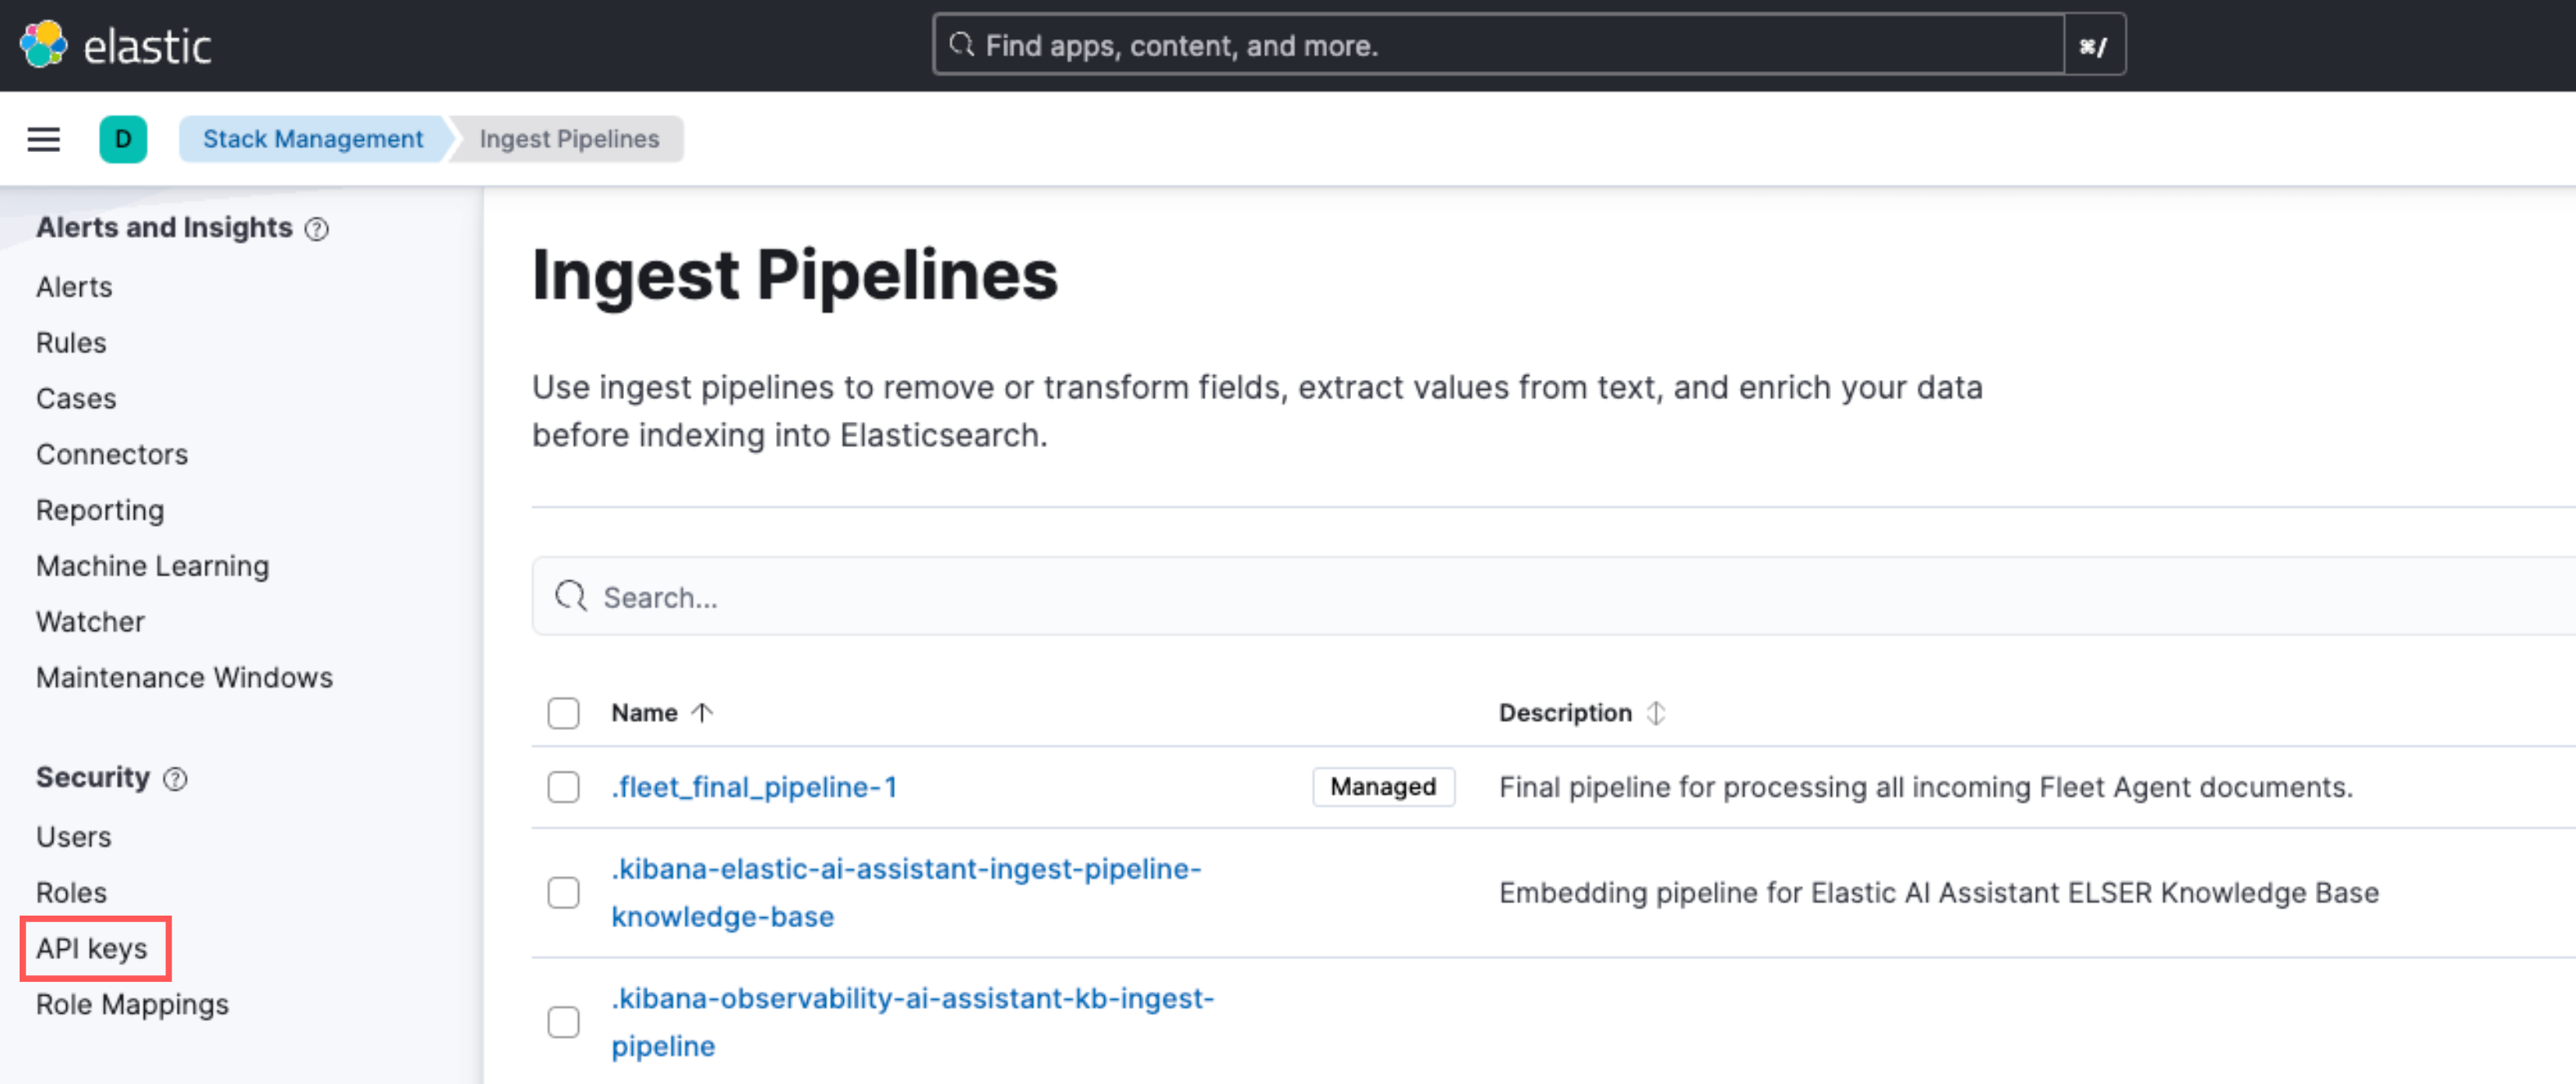 elastic
Find apps, content, and more.
⌘/
D
Stack Management
Ingest Pipelines
Alerts and Insights
Alerts
Rules
Cases
Connectors
Reporting
Machine Learning
Watcher
Maintenance Windows
Security
Users
Roles
API keys
Role Mappings
Ingest Pipelines
Use ingest pipelines to remove or transform fields, extract values from text, and enrich your data
before indexing into Elasticsearch.
Search...
Name ↑ Description
.fleet_final_pipeline-1 Managed Final pipeline for processing all incoming Fleet Agent documents.
.kibana-elastic-ai-assistant-ingest-pipeline-
knowledge-base
Embedding pipeline for Elastic AI Assistant ELSER Knowledge Base
.kibana-observability-ai-assistant-kb-ingest-
pipeline